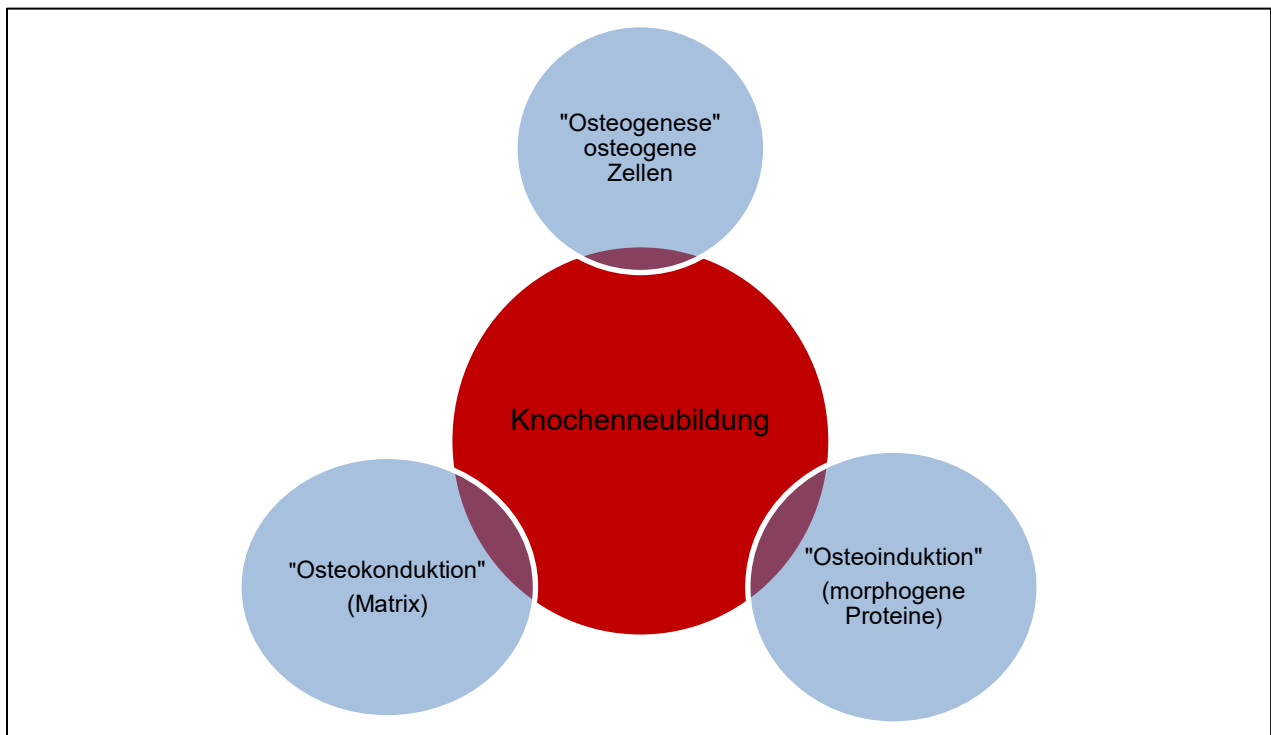 "Osteogenese"
osteogene
Zellen
Knochenneubildung
"Osteokonduktion"
(Matrix)
"Osteoinduktion"
(morphogene
Proteine)